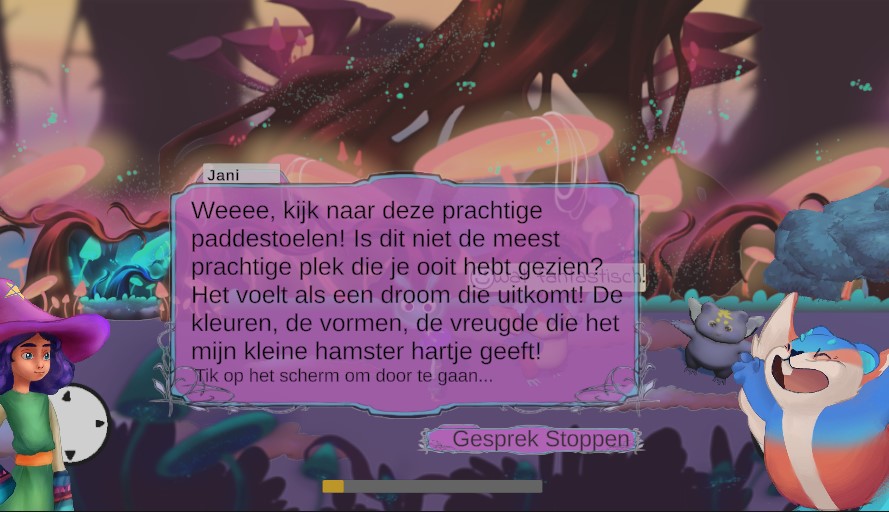 Jani
Weeee, kijk naar deze prachtige
paddestoelen! Is dit niet de meest
prachtige plek die je ooit hebt gezien?
Het voelt als een droom die uitkomt! De
kleuren, de vormen, de vreugde die het
mijn kleine hamster hartje geeft!
Tik op het scherm om door te gaan...
fantastisch!
Gesprek Stoppen